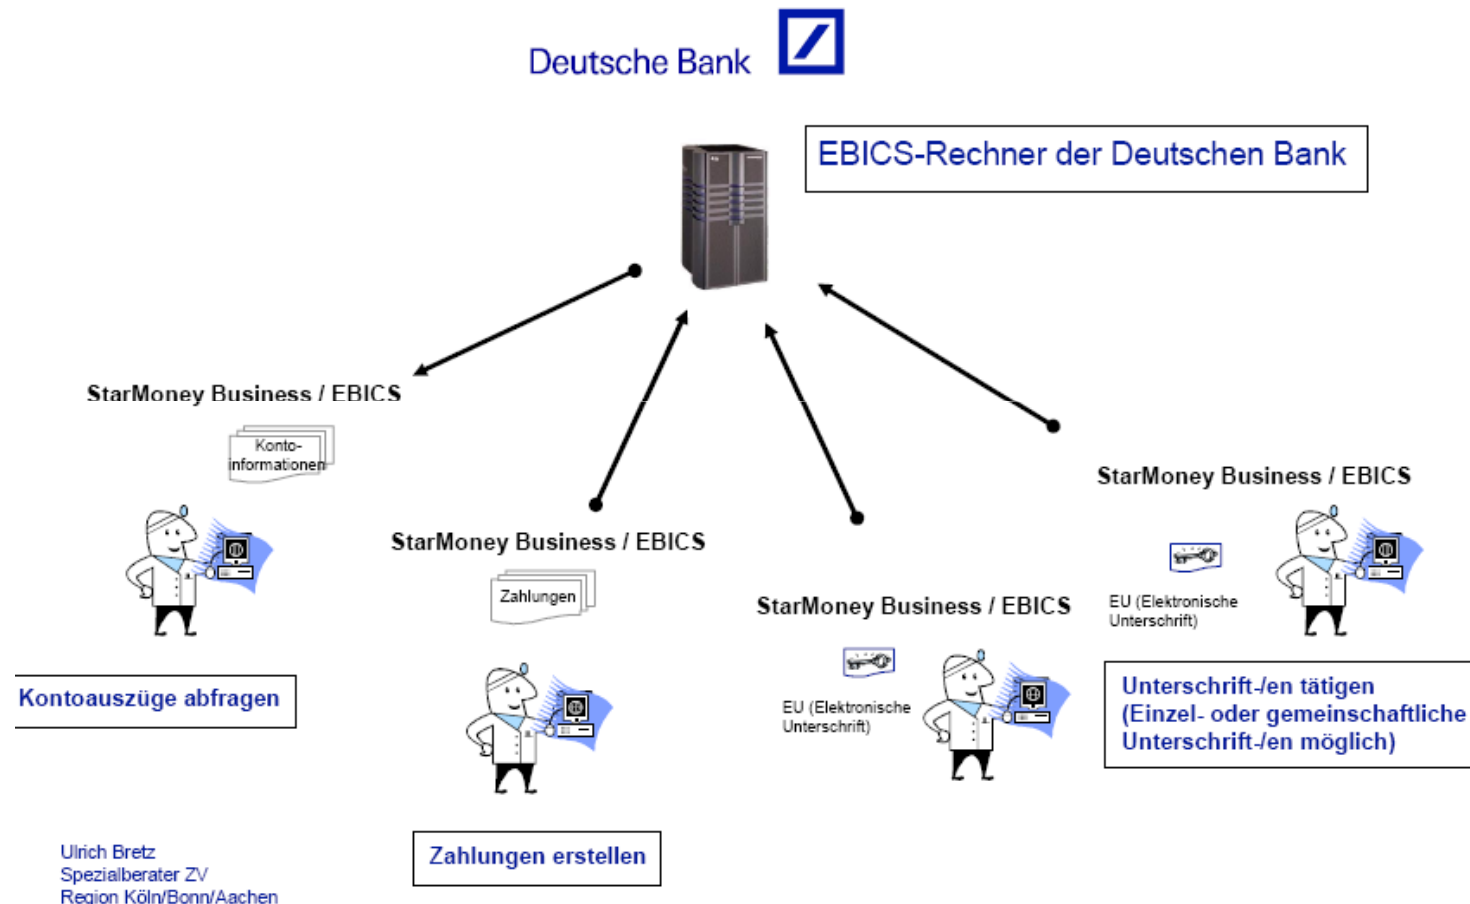 Deutsche Bank
EBICS-Rechner der Deutschen Bank
StarMoney Business / EBICS
Konto-
informationen
Kontoauszüge abfragen
StarMoney Business / EBICS
Zahlungen
Zahlungen erstellen
StarMoney Business / EBICS
EU (Elektronische
Unterschrift)
StarMoney Business / EBICS
EU (Elektronische
Unterschrift)
Unterschrift-/en tätigen
(Einzel- oder gemeinschaftliche
Unterschrift-/en möglich)
Ulrich Bretz
Spezialberater ZV
Region Köln/Bonn/Aachen